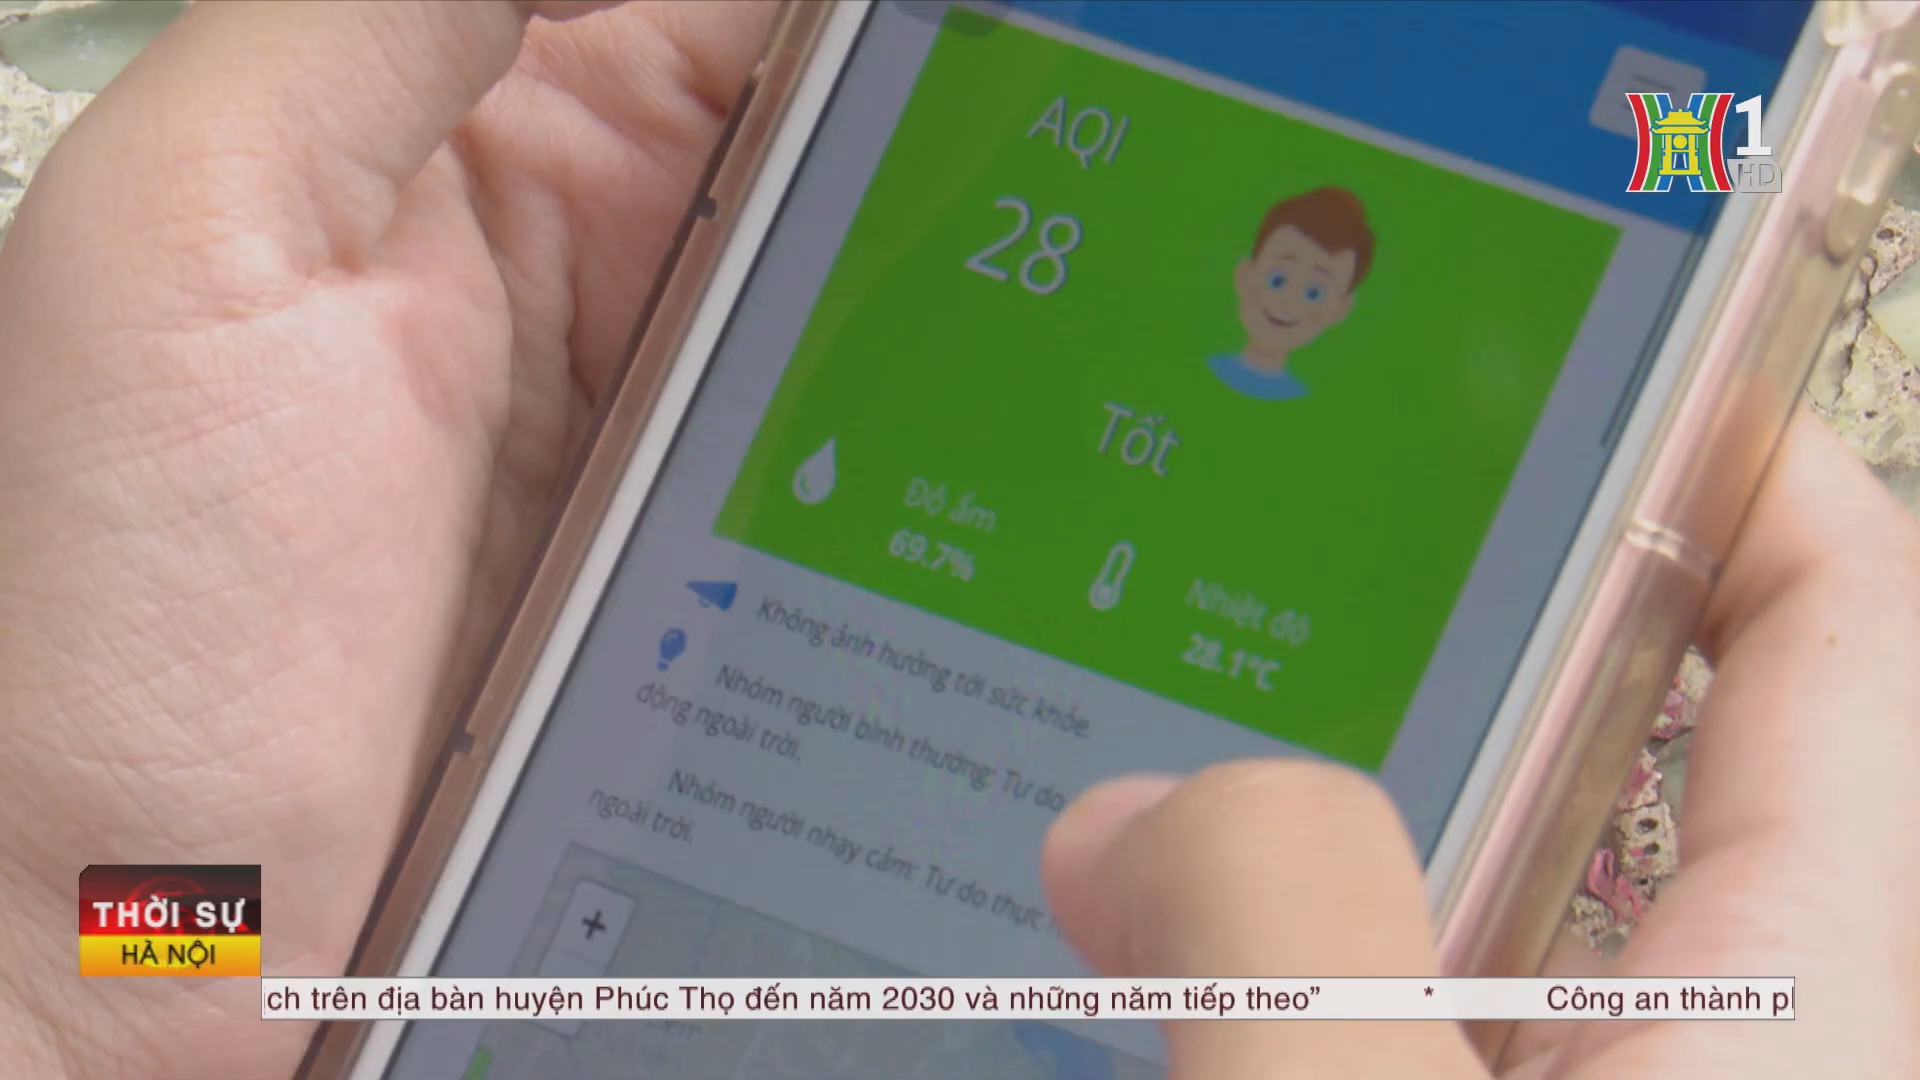 AQI
28
1
HD
Tốt
Độ ẩm
69.7%
Nhiệt độ
28.1°C
Không ảnh hưởng tới sức khỏe.
Nhóm người bình thường: Tự do
động ngoài trời.
Nhóm người nhạy cảm: Tự do thực
ngoài trời.
+
THỜI SỰ
HÀ NỘI
ch trên địa bàn huyện Phúc Thọ đến năm 2030 và những năm tiếp theo” * Công an thành p